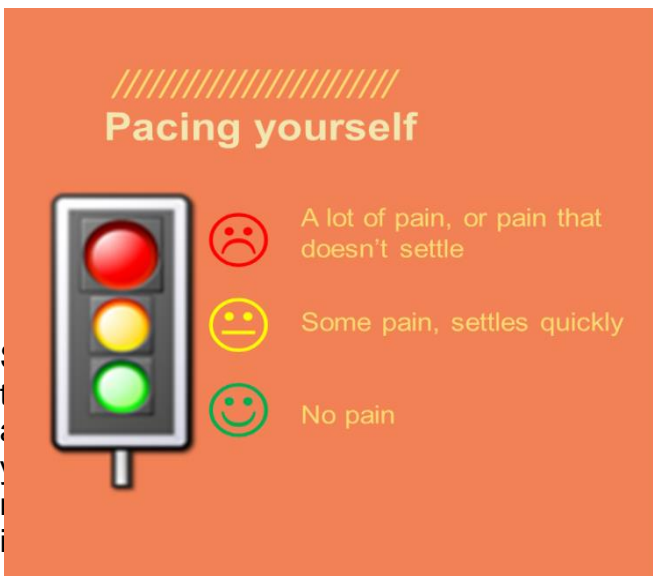 Pacing yourself
A lot of pain, or pain that
doesn't settle
Some pain, settles quickly
No pain